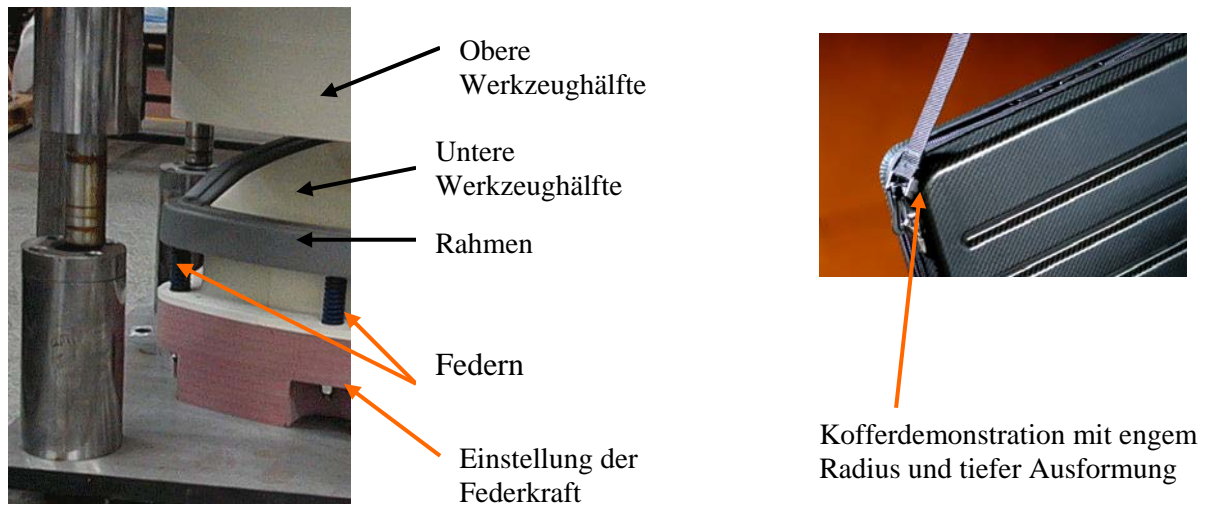 Obere
Werkzeughälfte
Untere
Werkzeughälfte
Rahmen
Federn
Einstellung der
Federkraft
Kofferdemonstration mit engem
Radius und tiefer Ausformung